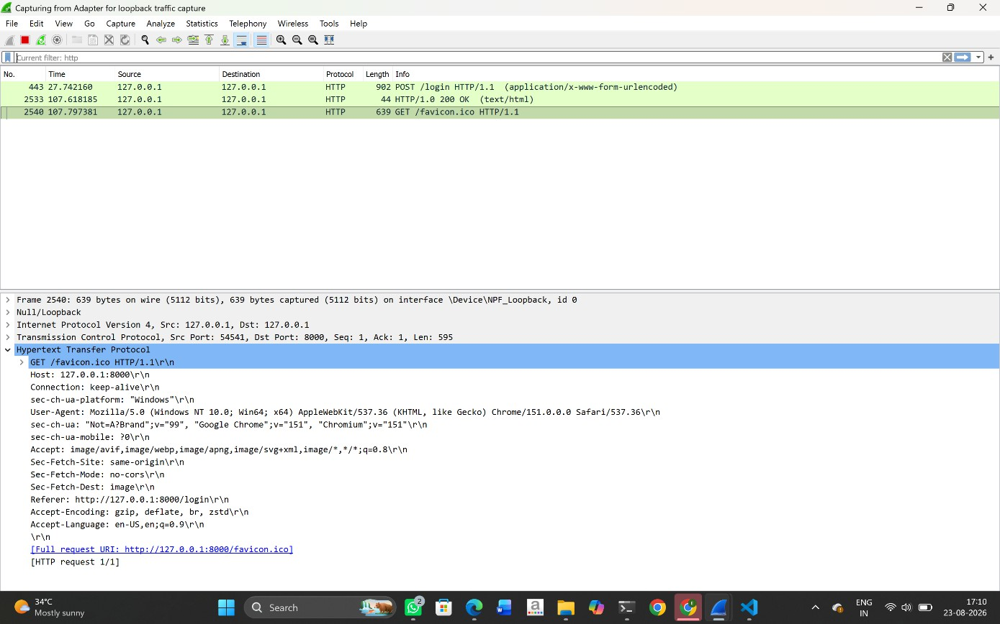 Capturing from Adapter for loopback traffic capture
File Edit View Go Capture Analyze Statistics Telephony Wireless Tools Help
Current filter: http
No. Time Source Destination Protocol Length Info
443 27.742160 127.0.0.1 127.0.0.1 HTTP 902 POST /login HTTP/1.1 (application/x-www-form-urlencoded)
2533 107.618185 127.0.0.1 127.0.0.1 HTTP 44 HTTP/1.0 200 OK (text/html)
2540 107.797381 127.0.0.1 127.0.0.1 HTTP 639 GET /favicon.ico HTTP/1.1
Frame 2540: 639 bytes on wire (5112 bits), 639 bytes captured (5112 bits) on interface \Device\NPF_Loopback, id 0
Null/Loopback
Internet Protocol Version 4, Src: 127.0.0.1, Dst: 127.0.0.1
Transmission Control Protocol, Src Port: 54541, Dst Port: 8000, Seq: 1, Ack: 1, Len: 595
Hypertext Transfer Protocol
GET /favicon.ico HTTP/1.1\r\n
Host: 127.0.0.1:8000\r\n
Connection: keep-alive\r\n
sec-ch-ua-platform: "Windows"\r\n
User-Agent: Mozilla/5.0 (Windows NT 10.0; Win64; x64) AppleWebKit/537.36 (KHTML, like Gecko) Chrome/151.0.0.0 Safari/537.36\r\n
sec-ch-ua: "Not=A?Brand";v="99", "Google Chrome";v="151", "Chromium";v="151"\r\n
sec-ch-ua-mobile: ?0\r\n
Accept: image/avif,image/webp,image/apng,image/svg+xml,image/*,*/*;q=0.8\r\n
Sec-Fetch-Site: same-origin\r\n
Sec-Fetch-Mode: no-cors\r\n
Sec-Fetch-Dest: image\r\n
Referer: http://127.0.0.1:8000/login\r\n
Accept-Encoding: gzip, deflate, br, zstd\r\n
Accept-Language: en-US,en;q=0.9\r\n
\r\n
[Full request URI: http://127.0.0.1:8000/favicon.ico]
[HTTP request 1/1]
34°C
Mostly sunny
Search
2
W
a
E
ENG
IN
17:10
23-08-2026